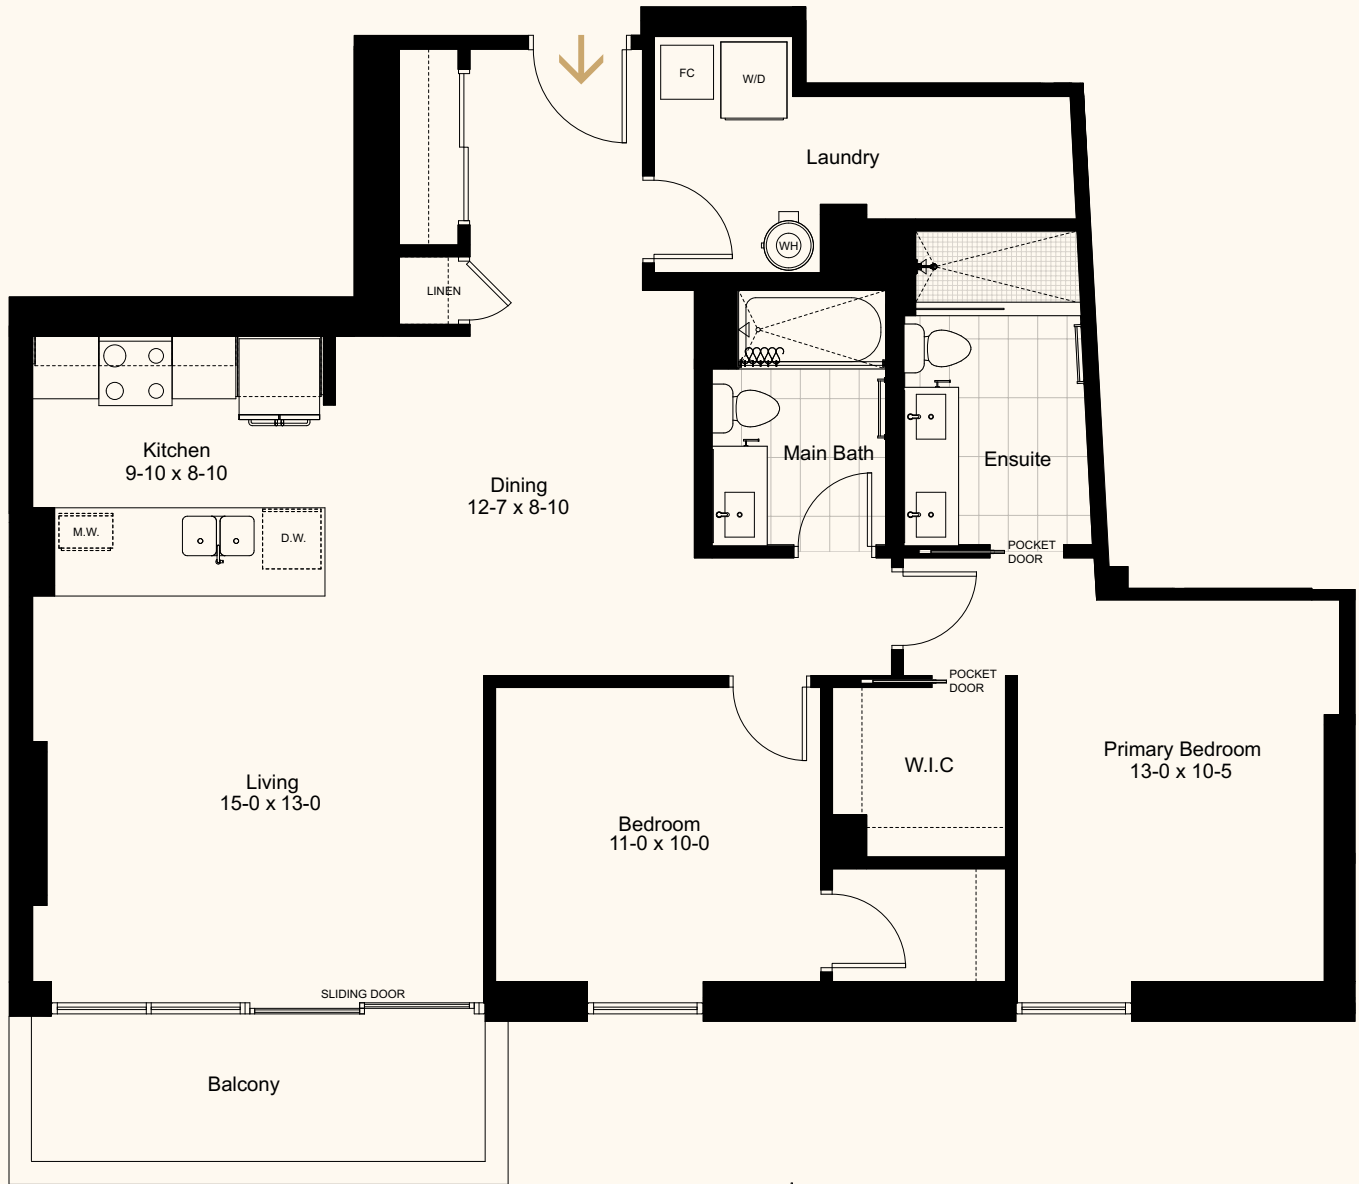 FC
W/D
Laundry
WH
LINEN
Kitchen
9-10 x 8-10
Main Bath
Ensuite
Dining
12-7 x 8-10
M.W.
D.W.
POCKET
DOOR
POCKET
DOOR
Primary Bedroom
13-0 x 10-5
W.I.C
Living
15-0 x 13-0
Bedroom
11-0 x 10-0
SLIDING DOOR
Balcony